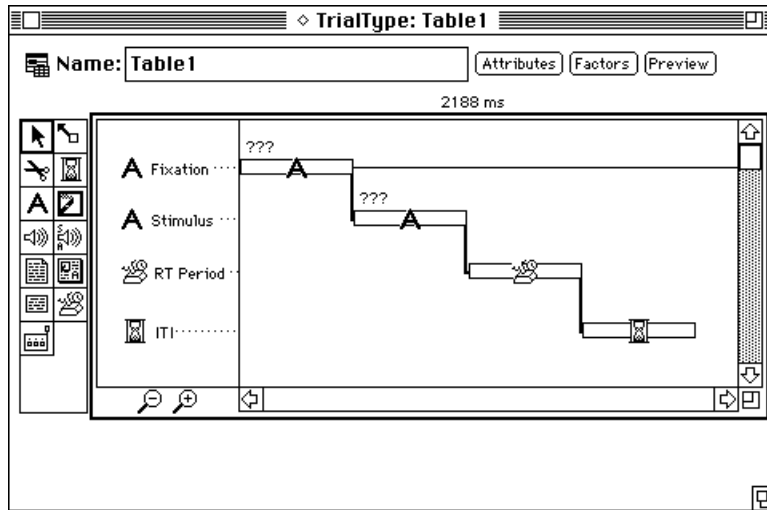 ◇ TrialType: Table1
Name: Table1 Attributes Factors Preview
2188 ms
???
A Fixation ····
A
???
A Stimulus ···
A
RT Period ··
ITI ··········